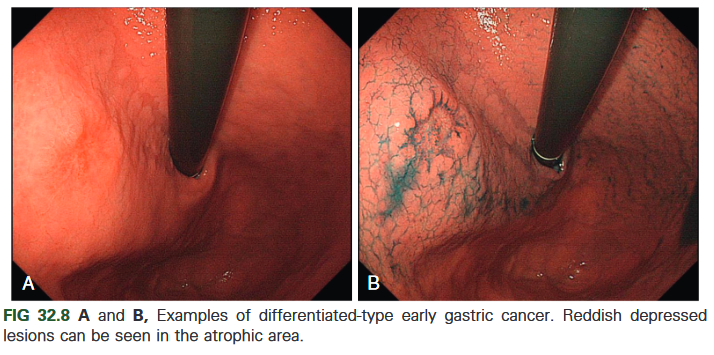 A
B
FIG 32.8 A and B, Examples of differentiated-type early gastric cancer. Reddish depressed
lesions can be seen in the atrophic area.